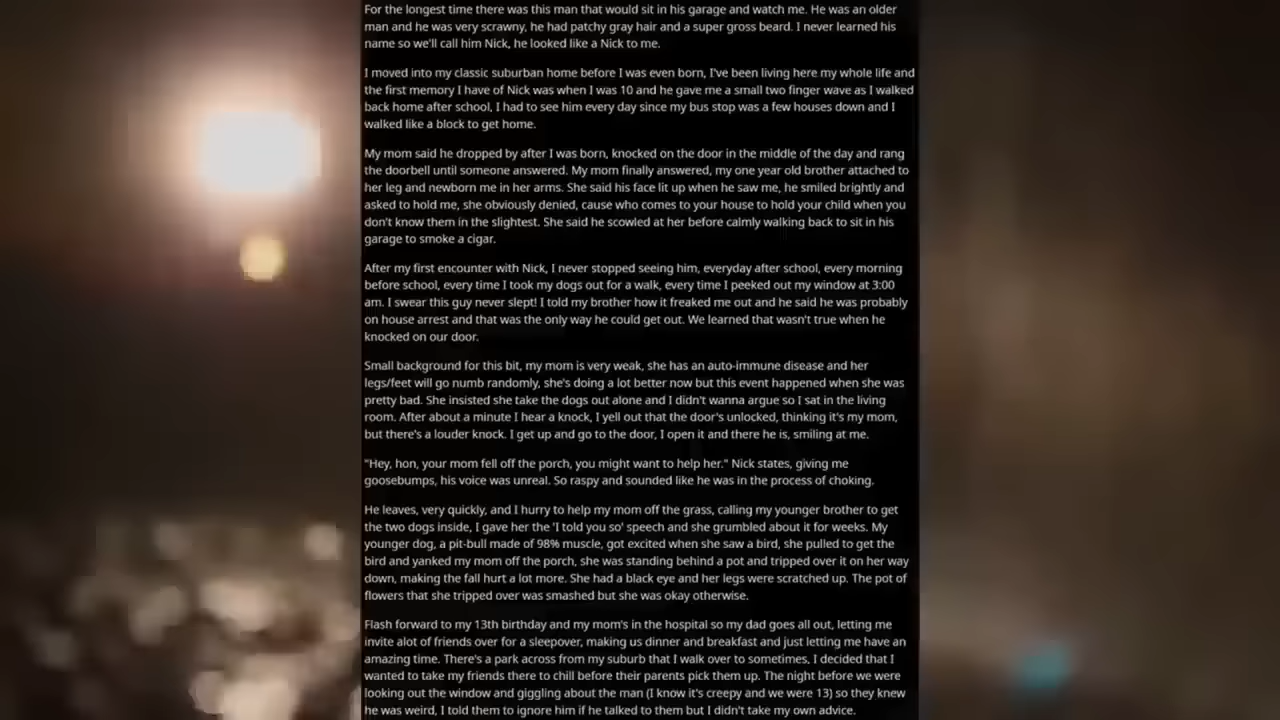 For the longest time there was this man that would sit in his garage and watch me. He was an older
man and he was very scrawny, he had patchy gray hair and a super gross beard. I never learned his
name so we'll call him Nick, he looked like a Nick to me.
I moved into my classic suburban home before I was even born, I've been living here my whole life and
the first memory I have of Nick was when I was 10 and he gave me a small two finger wave as I walked
back home after school, I had to see him every day since my bus stop was a few houses down and I
walked like a block to get home.
My mom said he dropped by after I was born, knocked on the door in the middle of the day and rang
the doorbell until someone answered. My mom finally answered, my one year old brother attached to
her leg and newborn me in her arms. She said his face lit up when he saw me, he smiled brightly and
asked to hold me, she obviously denied, cause who comes to your house to hold your child when you
don't know them in the slightest. She said he scowled at her before calmly walking back to sit in his
garage to smoke a cigar.
After my first encounter with Nick, I never stopped seeing him, everyday after school, every morning
before school, every time I took my dogs out for a walk, every time I peeked out my window at 3:00
am. I swear this guy never slept! I told my brother how it freaked me out and he said he was probably
on house arrest and that was the only way he could get out. We learned that wasn't true when he
knocked on our door.
Small background for this bit, my mom is very weak, she has an auto-immune disease and her
legs/feet will go numb randomly, she's doing a lot better now but this event happened when she was
pretty bad. She insisted she take the dogs out alone and I didn't wanna argue so I sat in the living
room. After about a minute I hear a knock, I yell out that the door's unlocked, thinking it's my mom,
but there's a louder knock. I get up and go to the door, I open it and there he is, smiling at me.
"Hey, hon, your mom fell off the porch, you might want to help her." Nick states, giving me
goosebumps, his voice was unreal. So raspy and sounded like he was in the process of choking.
He leaves, very quickly, and I hurry to help my mom off the grass, calling my younger brother to get
the two dogs inside, I gave her the 'I told you so' speech and she grumbled about it for weeks. My
younger dog, a pit-bull made of 98% muscle, got excited when she saw a bird, she pulled to get the
bird and yanked my mom off the porch, she was standing behind a pot and tripped over it on her way
down, making the fall hurt a lot more. She had a black eye and her legs were scratched up. The pot of
flowers that she tripped over was smashed but she was okay otherwise.
Flash forward to my 13th birthday and my mom's in the hospital so my dad goes all out, letting me
invite alot of friends over for a sleepover, making us dinner and breakfast and just letting me have an
amazing time. There's a park across from my suburb that I walk over to sometimes, I decided that I
wanted to take my friends there to chill before their parents pick them up. The night before we were
looking out the window and giggling about the man (I know it's creepy and we were 13) so they knew
he was weird, I told them to ignore him if he talked to them but I didn't take my own advice.